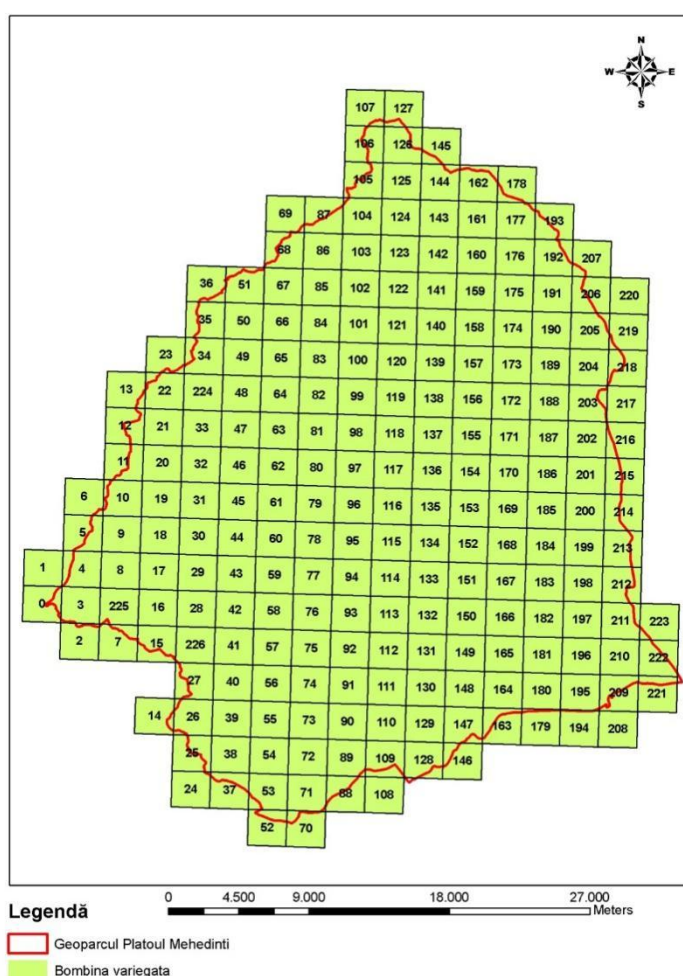 N
W E
S
107 127
106 126 145
105 125 144 162 178
69 87 104 124 143 161 177 193
68 86 103 123 142 160 176 192 207
36 51 67 85 102 122 141 159 175 191 206 220
35 50 66 84 101 121 140 158 174 190 205 219
23 34 49 65 83 100 120 139 157 173 189 204 218
13 22 224 48 64 82 99 119 138 156 172 188 203 217
12 21 33 47 63 81 98 118 137 155 171 187 202 216
11 20 32 46 62 80 97 117 136 154 170 186 201 215
6 10 19 31 45 61 79 96 116 135 153 169 185 200 214
5 9 18 30 44 60 78 95 115 134 152 168 184 199 213
1 4 8 17 29 43 59 77 94 114 133 151 167 183 198 212
0 3 225 16 28 42 58 76 93 113 132 150 166 182 197 211 223
2 7 15 226 41 57 75 92 112 131 149 165 181 196 210 222
27 40 56 74 91 111 130 148 164 180 195 209 221
14 26 39 55 73 90 110 129 147 163 179 194 208
25 38 54 72 89 109 128 146
24 37 53 71 88 108
52 70
Legendă
0 4.500 9.000 18.000 27.000
Meters
Geoparcul Platoul Mehedinti
Bombina variegata